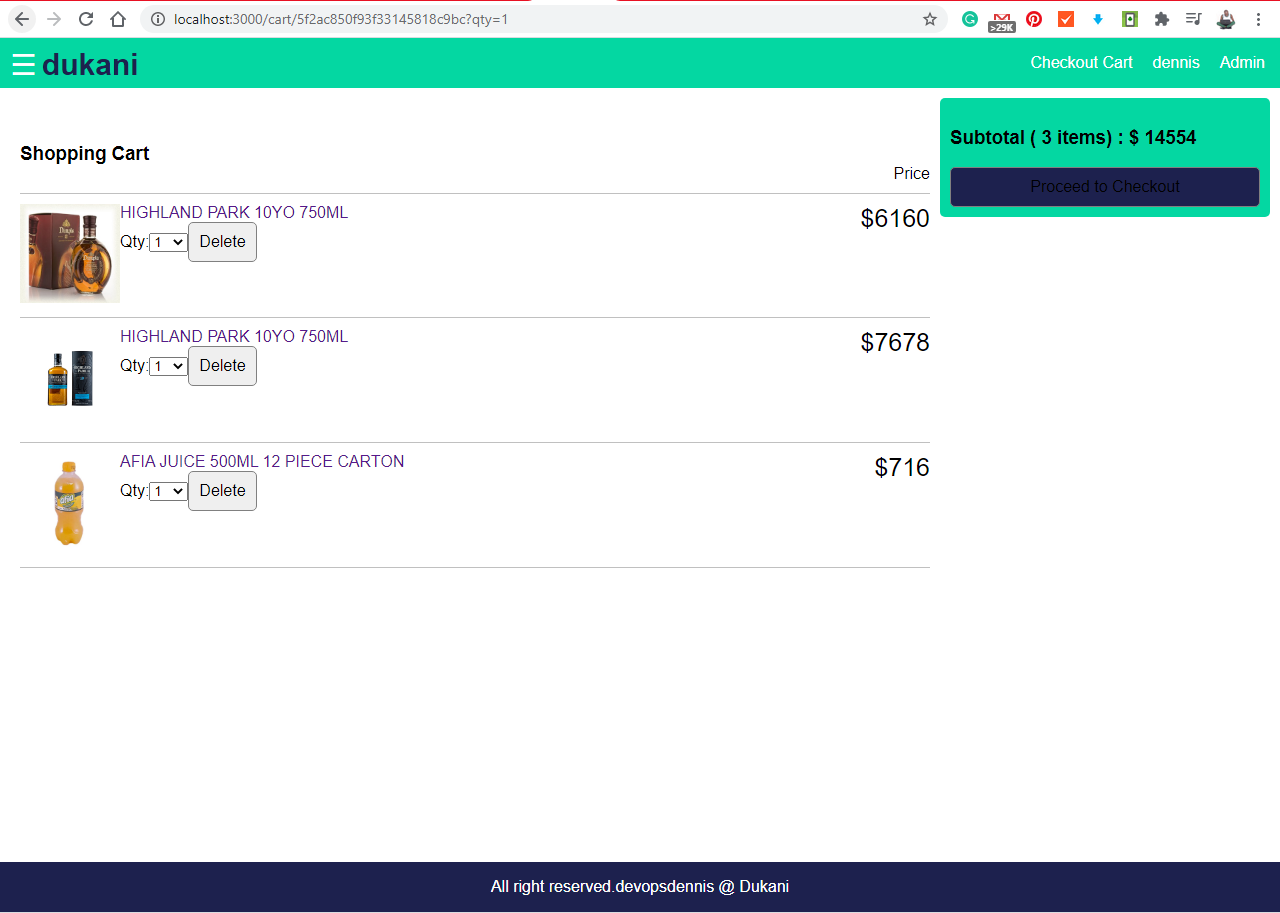 localhost:3000/cart/5f2ac850f93f33145818c9bc?qty=1
>29K
☰ dukani
Checkout Cart dennis Admin
Subtotal ( 3 items) : $ 14554
Proceed to Checkout
Shopping Cart
Price
HIGHLAND PARK 10YO 750ML
$6160
Qty: 1 Delete
Dimple
HIGHLAND PARK 10YO 750ML
$7678
Qty: 1 Delete
AFIA JUICE 500ML 12 PIECE CARTON
$716
Qty: 1 Delete
All right reserved.devopsdennis @ Dukani